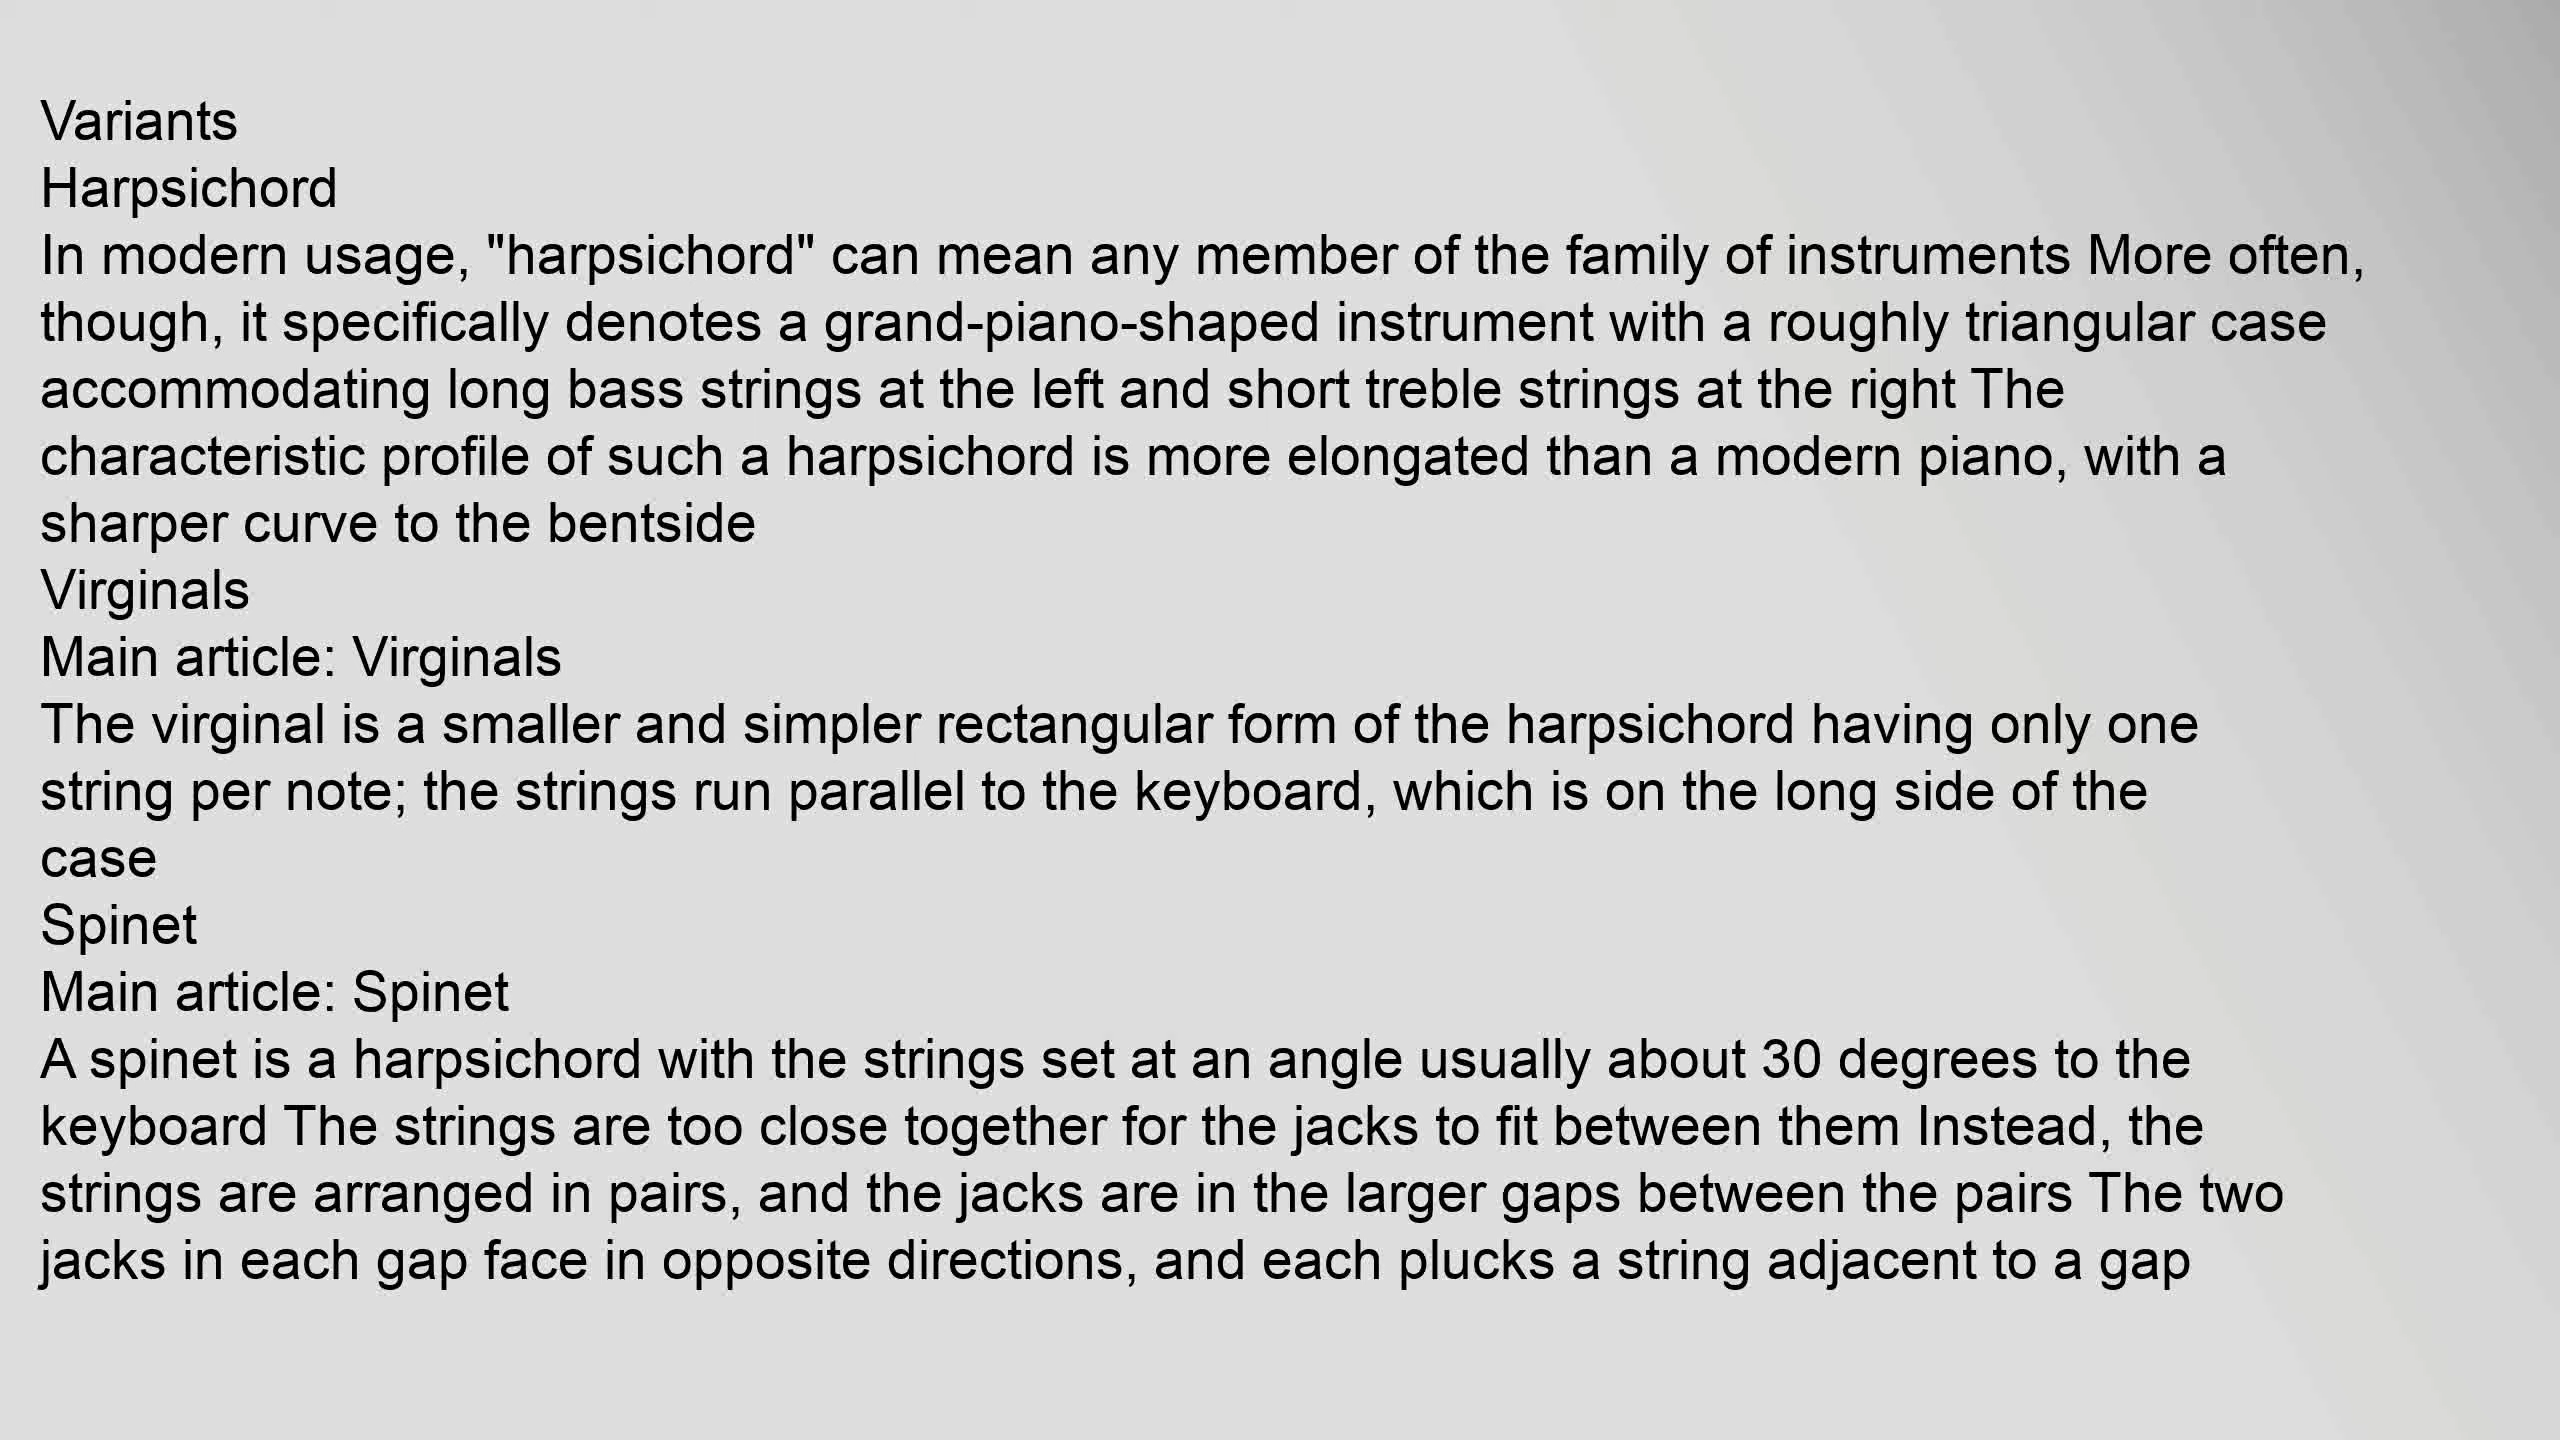 Variants
Harpsichord
In modern usage, "harpsichord" can mean any member of the family of instruments More often,
though, it specifically denotes a grand-piano-shaped instrument with a roughly triangular case
accommodating long bass strings at the left and short treble strings at the right The
characteristic profile of such a harpsichord is more elongated than a modern piano, with a
sharper curve to the bentside
Virginals
Main article: Virginals
The virginal is a smaller and simpler rectangular form of the harpsichord having only one
string per note; the strings run parallel to the keyboard, which is on the long side of the
case
Spinet
Main article: Spinet
A spinet is a harpsichord with the strings set at an angle usually about 30 degrees to the
keyboard The strings are too close together for the jacks to fit between them Instead, the
strings are arranged in pairs, and the jacks are in the larger gaps between the pairs The two
jacks in each gap face in opposite directions, and each plucks a string adjacent to a gap